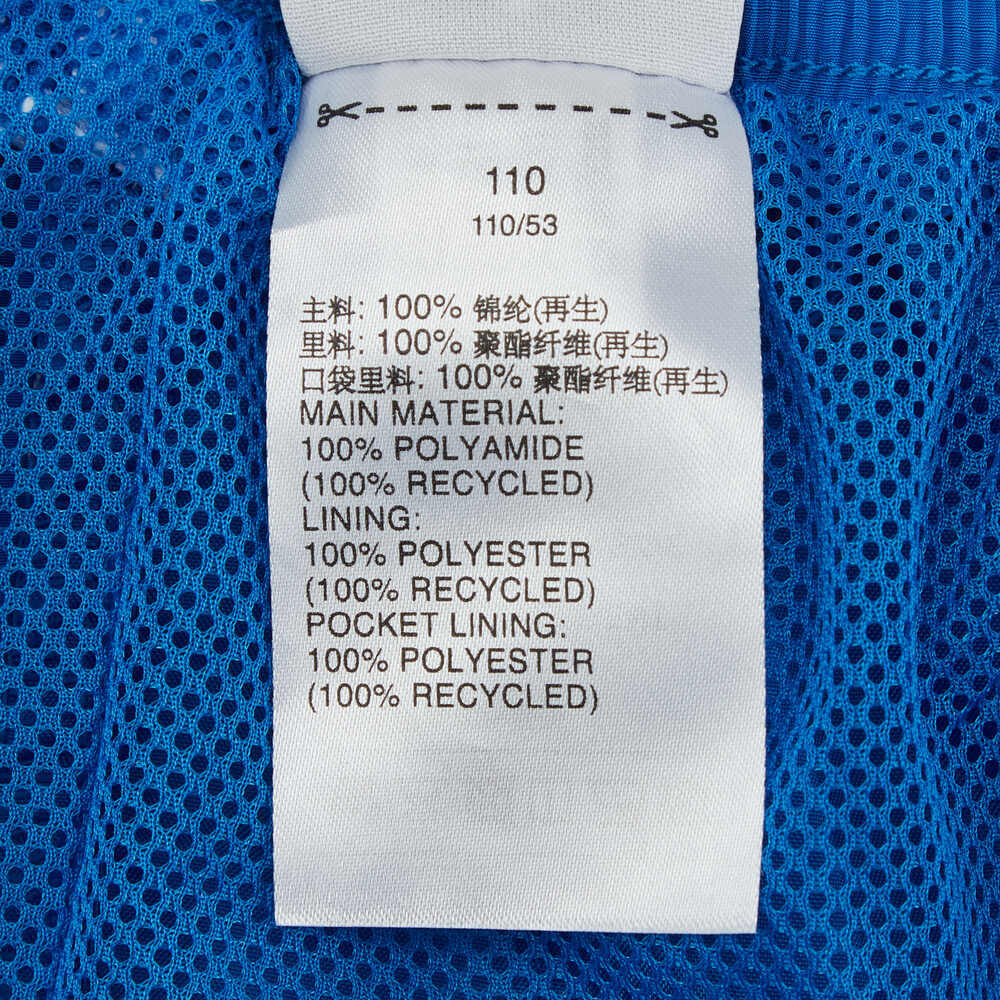 110
110/53
主料: 100% 锦纶(再生)
里料: 100% 聚酯纤维(再生)
口袋里料: 100% 聚酯纤维(再生)
MAIN MATERIAL:
100% POLYAMIDE
(100% RECYCLED)
LINING:
100% POLYESTER
(100% RECYCLED)
POCKET LINING:
100% POLYESTER
(100% RECYCLED)